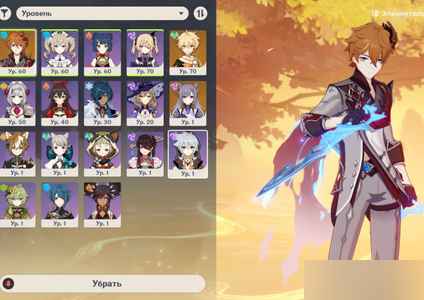 Уровень
Элементаль
Ур. 60 Ур. 60 Ур. 60 Ур. 70 Ур. 70
Ур. 50 Ур. 40 Ур. 30 Ур. 20 Ур. 1
Ур. 1 Ур. 1 Ур. 1 Ур. 1 Ур. 1
Ур. 1 Ур. 1 Ур. 1
Убрать